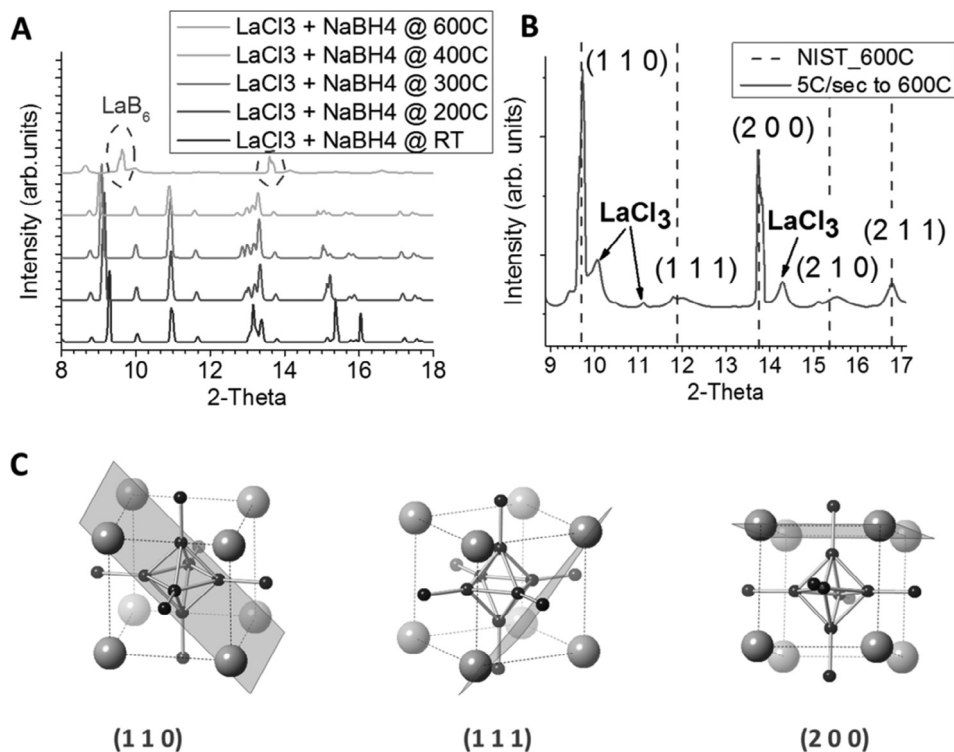 A
LaCl3 + NaBH4 @ 600C
LaCl3 + NaBH4 @ 400C
LaCl3 + NaBH4 @ 300C
LaCl3 + NaBH4 @ 200C
LaCl3 + NaBH4 @ RT
LaB6
Intensity (arb.units)
8 10 12 14 16 18
2-Theta
B
NIST_600C
5C/sec to 600C
(1 1 0)
(2 0 0)
LaCl3
LaCl3
(2 1 1)
(1 1 1)
(2 1 0)
Intensity (arb. units)
9 10 11 12 13 14 15 16 17
2-Theta
C
(1 1 0)
(1 1 1)
(2 0 0)